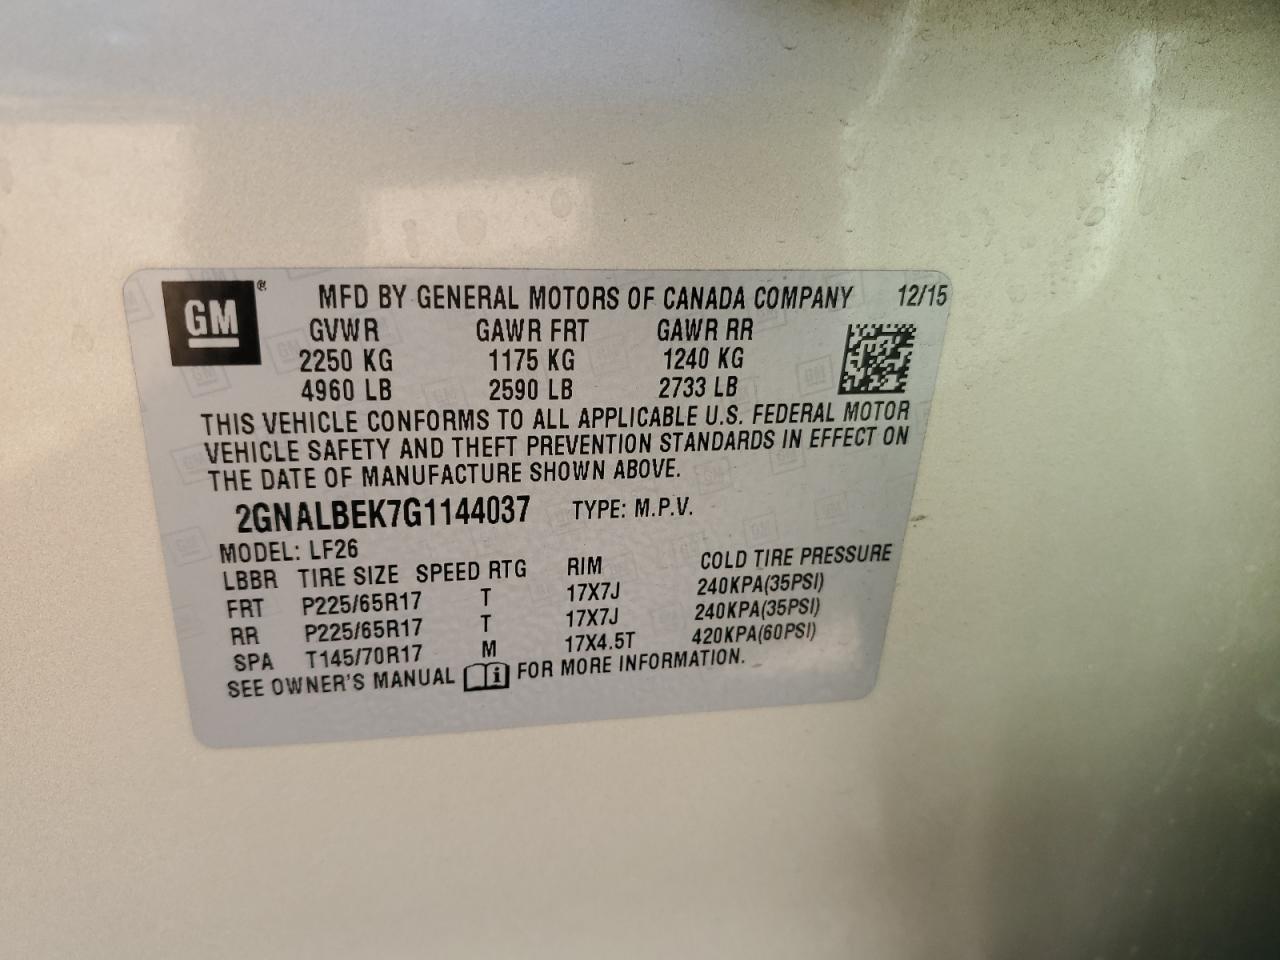 GM ® MFD BY GENERAL MOTORS OF CANADA COMPANY 12/15
GVWR GAWR FRT GAWR RR
2250 KG 1175 KG 1240 KG
4960 LB 2590 LB 2733 LB
THIS VEHICLE CONFORMS TO ALL APPLICABLE U.S. FEDERAL MOTOR
VEHICLE SAFETY AND THEFT PREVENTION STANDARDS IN EFFECT ON
THE DATE OF MANUFACTURE SHOWN ABOVE.
2GNALBEK7G1144037 TYPE: M.P.V.
MODEL: LF26
LBBR TIRE SIZE SPEED RTG RIM COLD TIRE PRESSURE
FRT P225/65R17 T 17X7J 240KPA(35PSI)
RR P225/65R17 T 17X7J 240KPA(35PSI)
SPA T145/70R17 M 17X4.5T 420KPA(60PSI)
SEE OWNER'S MANUAL i FOR MORE INFORMATION.